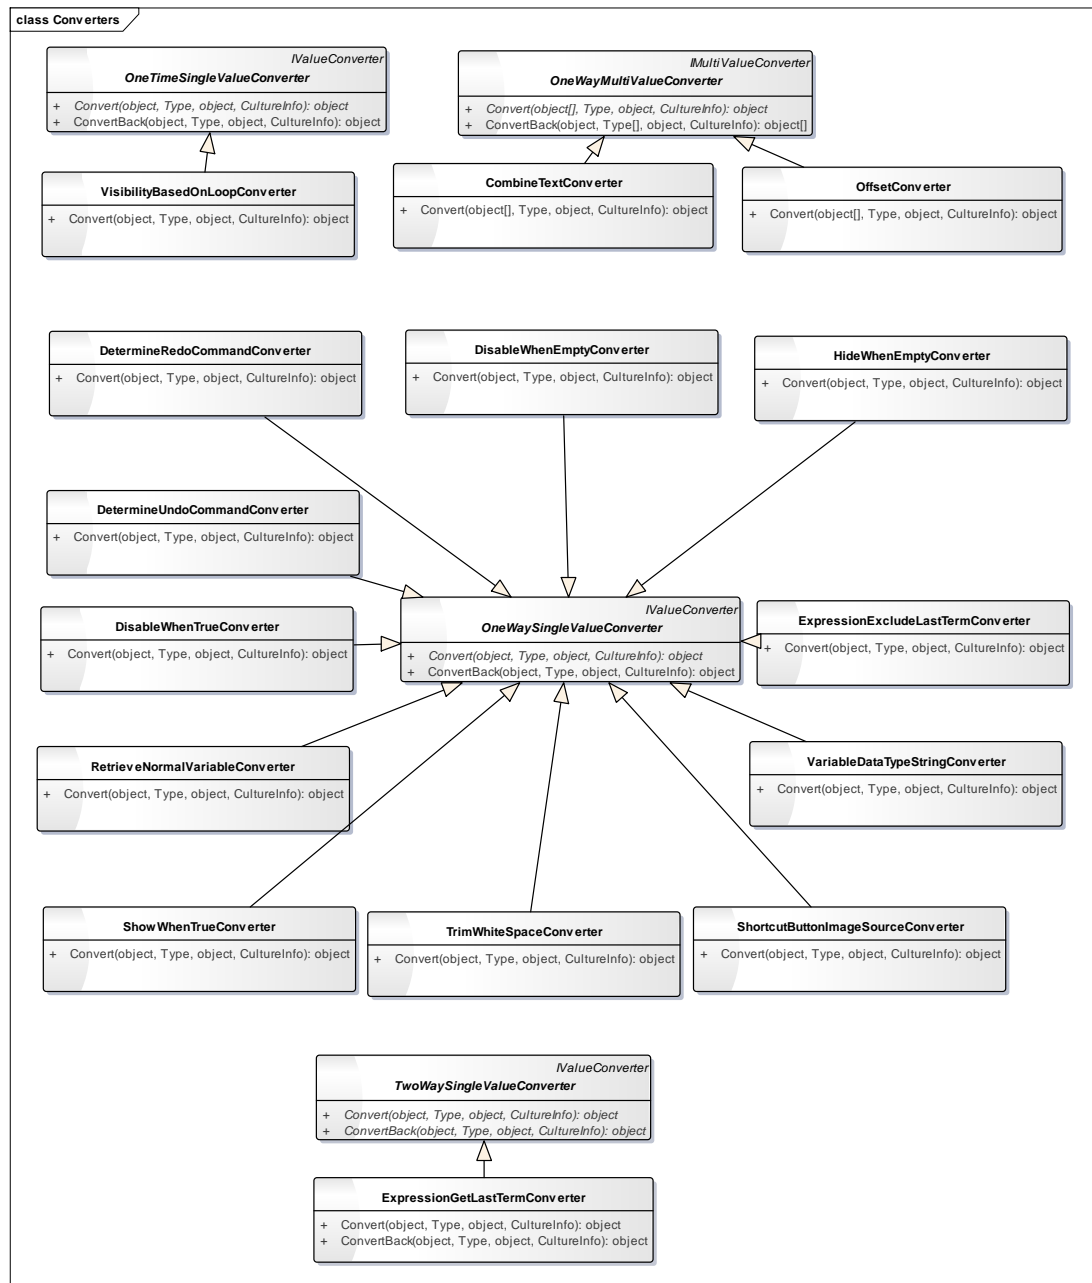 class Converters
IValueConverter
OneTimeSingleValueConverter
+ Convert(object, Type, object, CultureInfo): object
+ ConvertBack(object, Type, object, CultureInfo): object
IMultiValueConverter
OneWayMultiValueConverter
+ Convert(object[], Type, object, CultureInfo): object
+ ConvertBack(object, Type[], object, CultureInfo): object[]
VisibilityBasedOnLoopConverter
+ Convert(object, Type, object, CultureInfo): object
CombineTextConverter
+ Convert(object[], Type, object, CultureInfo): object
OffsetConverter
+ Convert(object[], Type, object, CultureInfo): object
DetermineRedoCommandConverter
+ Convert(object, Type, object, CultureInfo): object
DisableWhenEmptyConverter
+ Convert(object, Type, object, CultureInfo): object
HideWhenEmptyConverter
+ Convert(object, Type, object, CultureInfo): object
DetermineUndoCommandConverter
+ Convert(object, Type, object, CultureInfo): object
DisableWhenTrueConverter
+ Convert(object, Type, object, CultureInfo): object
IValueConverter
OneWaySingleValueConverter
+ Convert(object, Type, object, CultureInfo): object
+ ConvertBack(object, Type, object, CultureInfo): object
ExpressionExcludeLastTermConverter
+ Convert(object, Type, object, CultureInfo): object
RetrieveNormalVariableConverter
+ Convert(object, Type, object, CultureInfo): object
VariableDataTypeStringConverter
+ Convert(object, Type, object, CultureInfo): object
ShowWhenTrueConverter
+ Convert(object, Type, object, CultureInfo): object
TrimWhiteSpaceConverter
+ Convert(object, Type, object, CultureInfo): object
ShortcutButtonImageSourceConverter
+ Convert(object, Type, object, CultureInfo): object
IValueConverter
TwoWaySingleValueConverter
+ Convert(object, Type, object, CultureInfo): object
+ ConvertBack(object, Type, object, CultureInfo): object
ExpressionGetLastTermConverter
+ Convert(object, Type, object, CultureInfo): object
+ ConvertBack(object, Type, object, CultureInfo): object